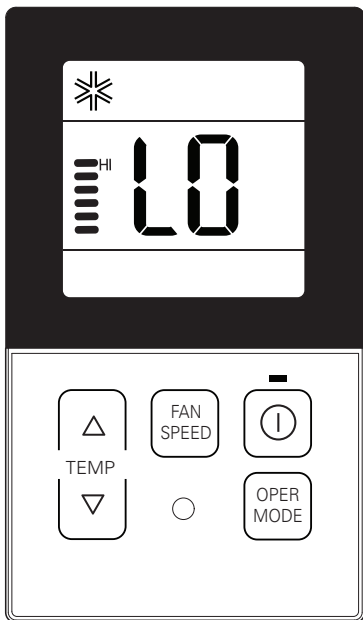 HI
LO
FAN
SPEED
TEMP
OPER
MODE